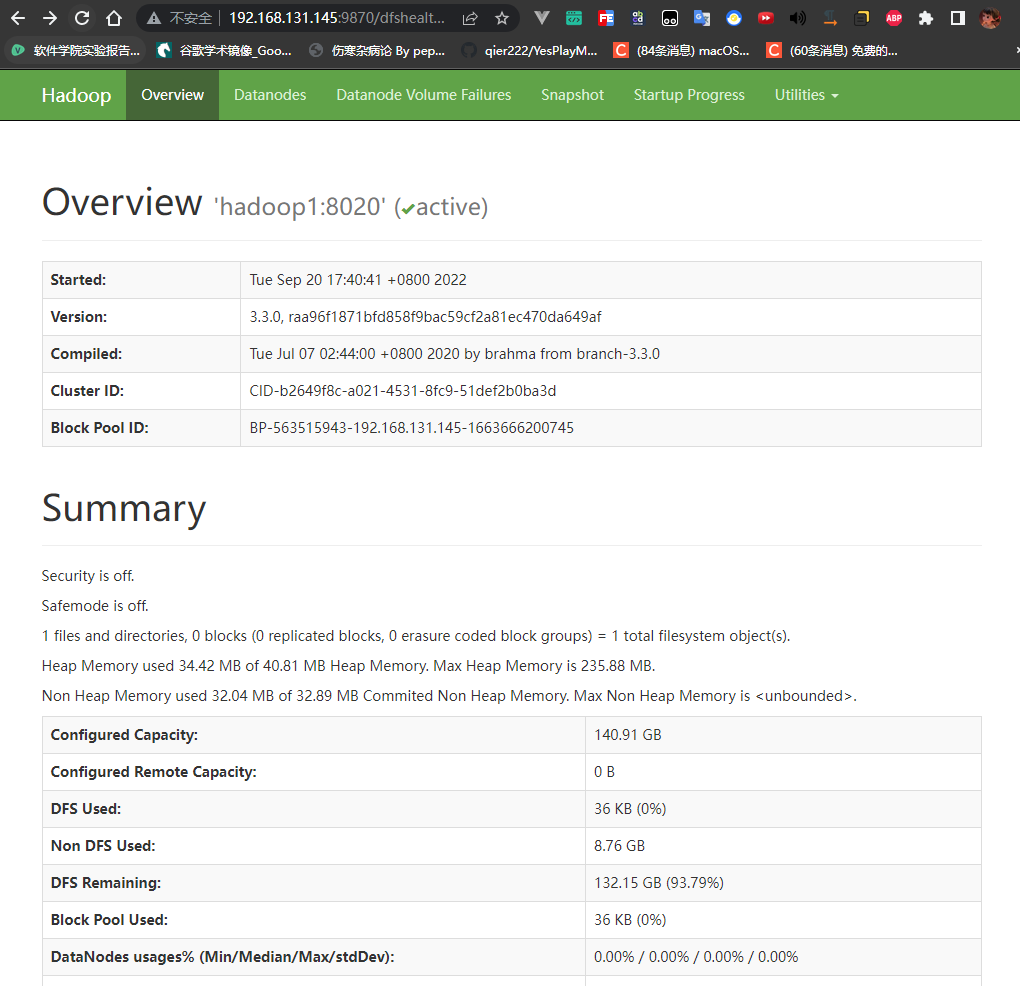 不安全 192.168.131.145:9870/dfshealt...
软件学院实验报告... 谷歌学术镜像_Goo... 伤寒杂病论 By pep... qier222/YesPlayM... (84条消息) macOS... (60条消息) 免费的...
Hadoop Overview Datanodes Datanode Volume Failures Snapshot Startup Progress Utilities
Overview 'hadoop1:8020' (✔active)
Started: Tue Sep 20 17:40:41 +0800 2022
Version: 3.3.0, raa96f1871bfd858f9bac59cf2a81ec470da649af
Compiled: Tue Jul 07 02:44:00 +0800 2020 by brahma from branch-3.3.0
Cluster ID: CID-b2649f8c-a021-4531-8fc9-51def2b0ba3d
Block Pool ID: BP-563515943-192.168.131.145-1663666200745
Summary
Security is off.
Safemode is off.
1 files and directories, 0 blocks (0 replicated blocks, 0 erasure coded block groups) = 1 total filesystem object(s).
Heap Memory used 34.42 MB of 40.81 MB Heap Memory. Max Heap Memory is 235.88 MB.
Non Heap Memory used 32.04 MB of 32.89 MB Commited Non Heap Memory. Max Non Heap Memory is <unbounded>.
Configured Capacity: 140.91 GB
Configured Remote Capacity: 0 B
DFS Used: 36 KB (0%)
Non DFS Used: 8.76 GB
DFS Remaining: 132.15 GB (93.79%)
Block Pool Used: 36 KB (0%)
DataNodes usages% (Min/Median/Max/stdDev): 0.00% / 0.00% / 0.00% / 0.00%